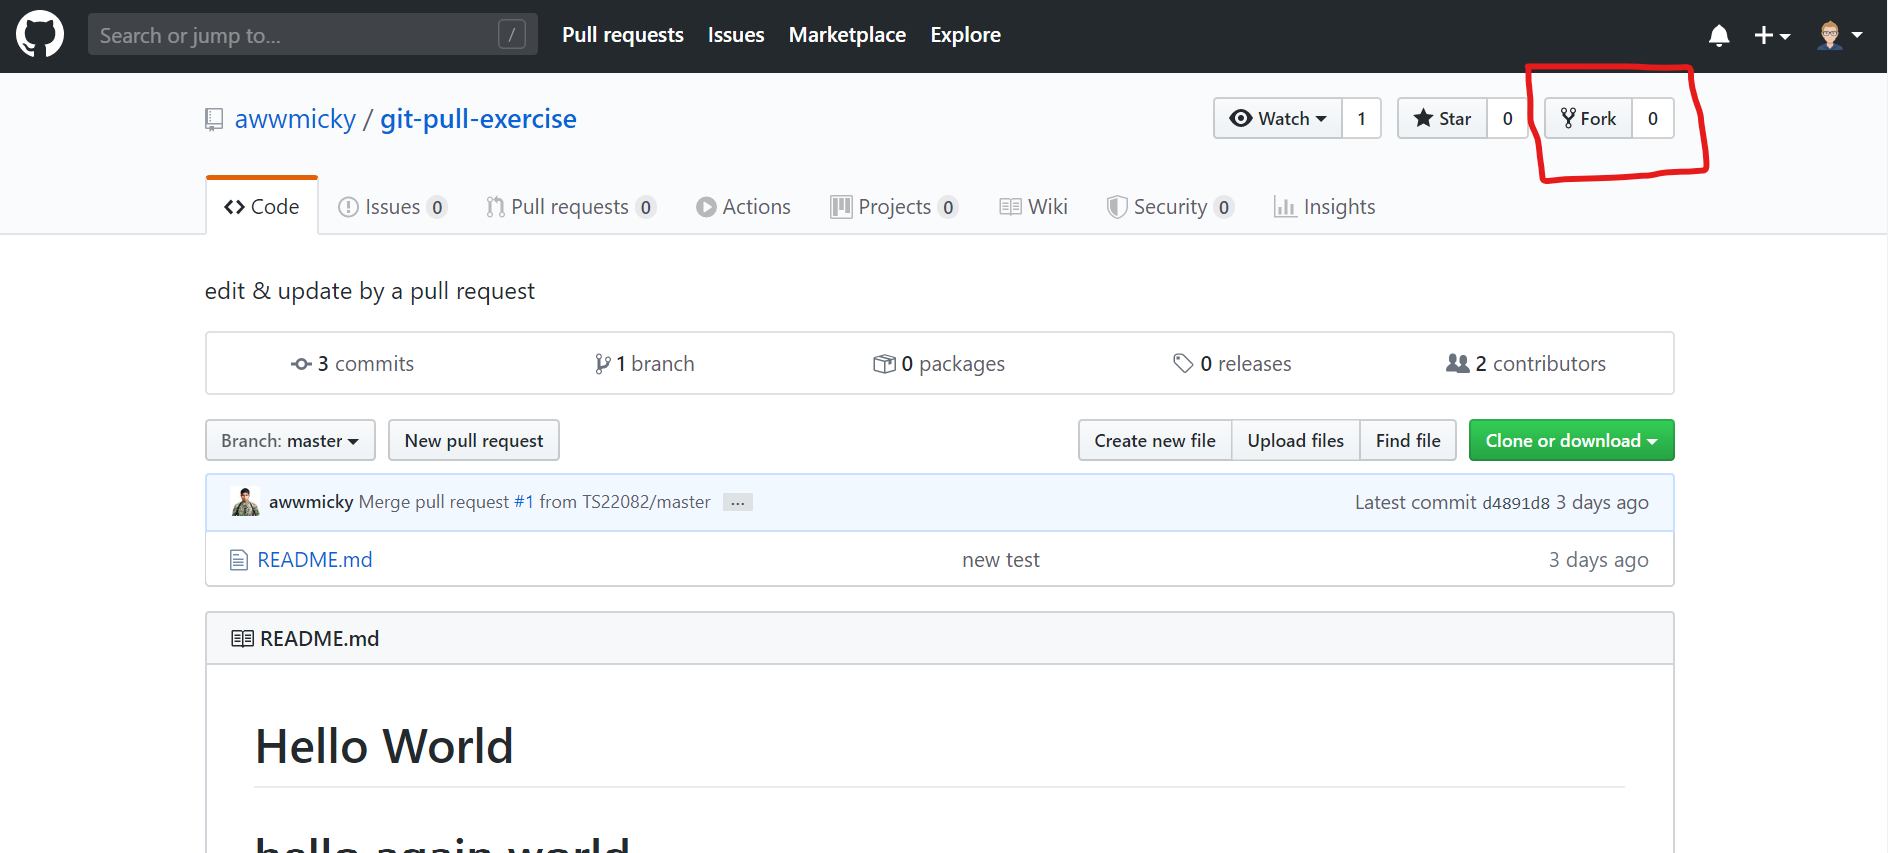 Search or jump to... /
Pull requests Issues Marketplace Explore
awwmicky / git-pull-exercise
Watch 1 Star 0 Fork 0
Code Issues 0 Pull requests 0 Actions Projects 0 Wiki Security 0 Insights
edit & update by a pull request
3 commits 1 branch 0 packages 0 releases 2 contributors
Branch: master New pull request Create new file Upload files Find file Clone or download
awwmicky Merge pull request #1 from TS22082/master ... Latest commit d4891d8 3 days ago
README.md new test 3 days ago
README.md
Hello World
hello again world